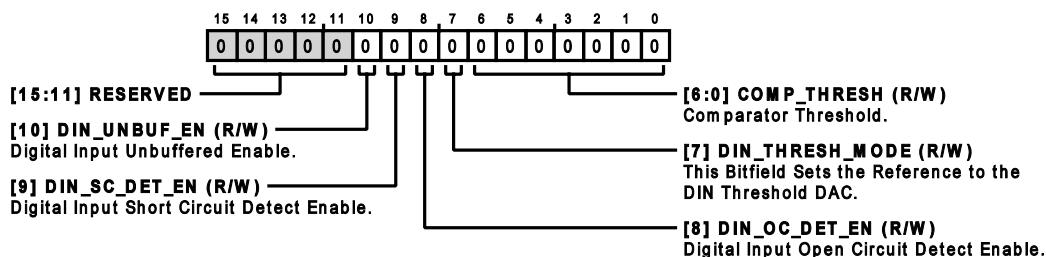 15 14 13 12 11 10 9 8 7 6 5 4 3 2 1 0
0 0 0 0 0 0 0 0 0 0 0 0 0 0 0 0
[15:11] RESERVED
[10] DIN_UNBUF_EN (R/W)
Digital Input Unbuffered Enable.
[9] DIN_SC_DET_EN (R/W)
Digital Input Short Circuit Detect Enable.
[6:0] COMP_THRESH (R/W)
Comparator Threshold.
[7] DIN_THRESH_MODE (R/W)
This Bitfield Sets the Reference to the
DIN Threshold DAC.
[8] DIN_OC_DET_EN (R/W)
Digital Input Open Circuit Detect Enable.